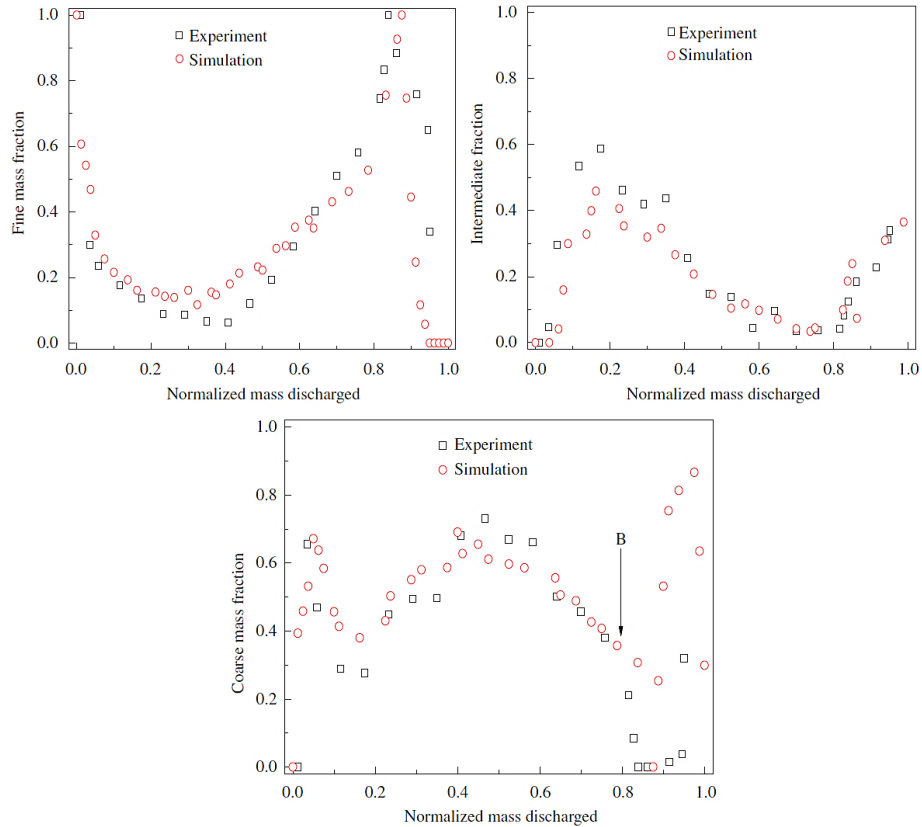 1.0
0.8
0.6
0.4
0.2
0.0
Fine mass fraction
Experiment
Simulation
0.0 0.2 0.4 0.6 0.8 1.0
Normalized mass discharged
1.0
0.8
0.6
0.4
0.2
0.0
Intermediate fraction
Experiment
Simulation
0.0 0.2 0.4 0.6 0.8 1.0
Normalized mass discharged
1.0
0.8
0.6
0.4
0.2
0.0
Coarse mass fraction
Experiment
Simulation
B
0.0 0.2 0.4 0.6 0.8 1.0
Normalized mass discharged